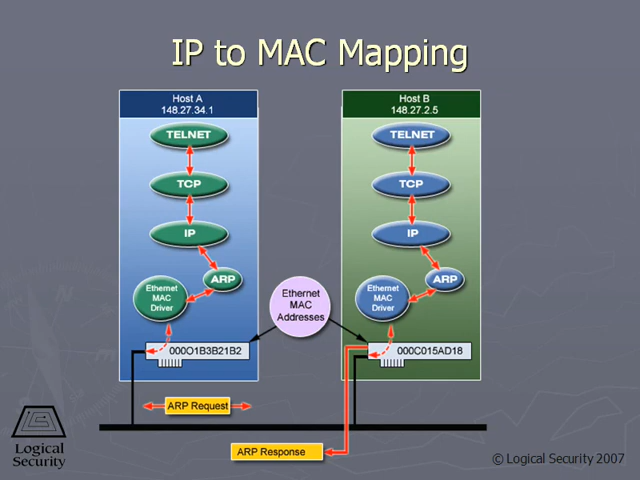 IP to MAC Mapping
Host A
148.27.34.1
Host B
148.27.2.5
TELNET
TELNET
TCP
TCP
IP
IP
ARP
ARP
Ethernet
MAC
Driver
Ethernet
MAC
Addresses
Ethernet
MAC
Driver
000O1B3B21B2
000C015AD18
ARP Request
ARP Response
Logical
Security
© Logical Security 2007